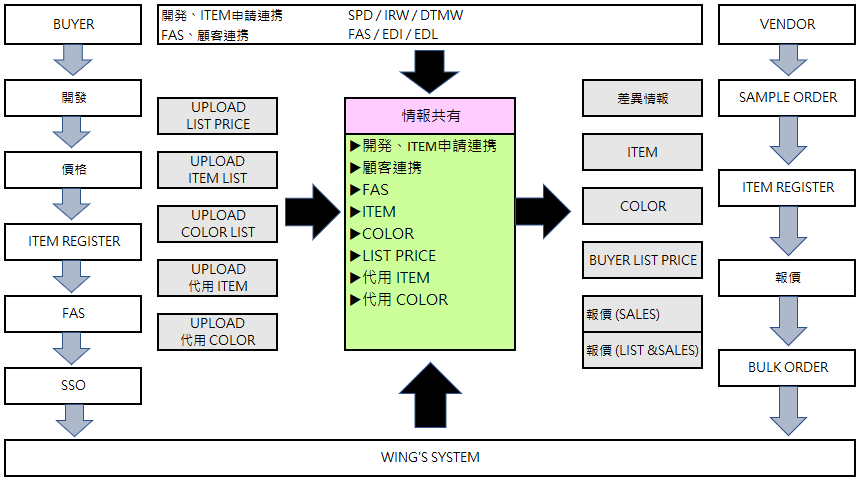 BUYER
開発、ITEM申請連携
FAS、顧客連携
SPD / IRW / DTMW
FAS / EDI / EDL
VENDOR
開發
價格
ITEM REGISTER
FAS
SSO
UPLOAD
LIST PRICE
UPLOAD
ITEM LIST
UPLOAD
COLOR LIST
UPLOAD
代用 ITEM
UPLOAD
代用 COLOR
情報共有
▶開発、ITEM申請連携
▶顧客連携
▶FAS
▶ITEM
▶COLOR
▶LIST PRICE
▶代用 ITEM
▶代用 COLOR
差異情報
ITEM
COLOR
BUYER LIST PRICE
報價 (SALES)
報價 (LIST &SALES)
SAMPLE ORDER
ITEM REGISTER
報價
BULK ORDER
WING'S SYSTEM